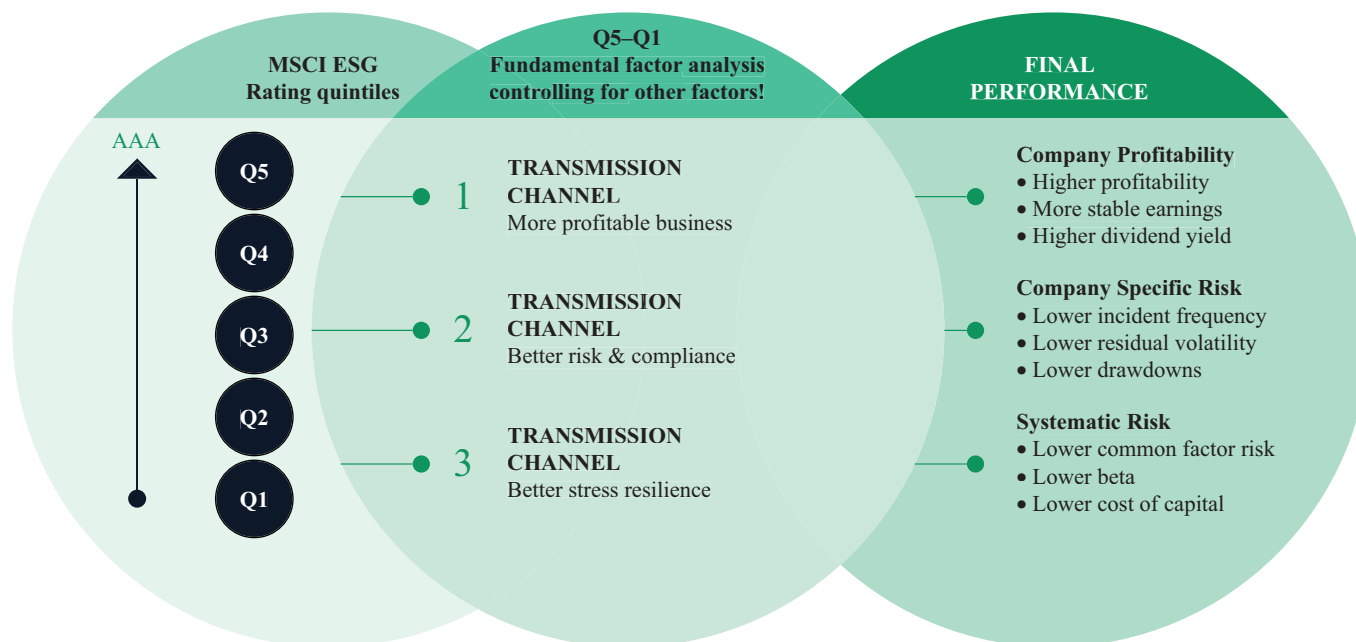 MSCI ESG
Rating quintiles
Q5–Q1
Fundamental factor analysis
controlling for other factors!
FINAL
PERFORMANCE
AAA
Q5
Q4
Q3
Q2
Q1
1
TRANSMISSION
CHANNEL
More profitable business
2
TRANSMISSION
CHANNEL
Better risk & compliance
3
TRANSMISSION
CHANNEL
Better stress resilience
Company Profitability
• Higher profitability
• More stable earnings
• Higher dividend yield
Company Specific Risk
• Lower incident frequency
• Lower residual volatility
• Lower drawdowns
Systematic Risk
• Lower common factor risk
• Lower beta
• Lower cost of capital